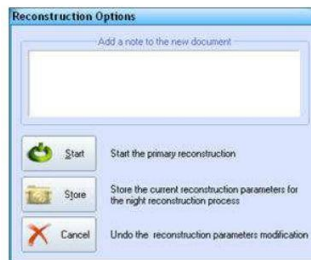 Reconstruction Options
Add a note to the new document
Start
Start the primary reconstruction
Store
Store the current reconstruction parameters for
the night reconstruction process
Cancel
Undo the reconstruction parameters modification